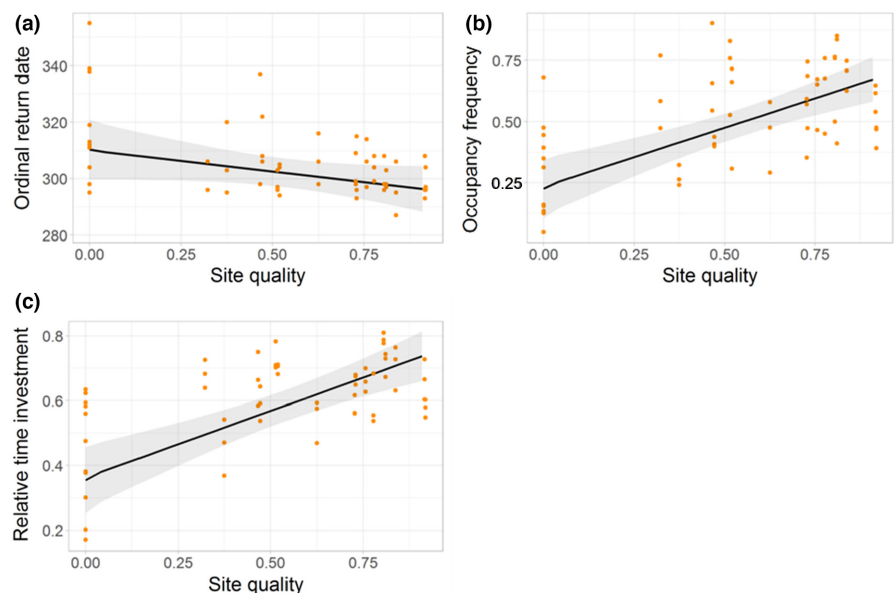 (a)
Ordinal return date
340
320
300
280
0.00 0.25 0.50 0.75
Site quality
(b)
Occupancy frequency
0.75
0.50
0.25
0.00 0.25 0.50 0.75
Site quality
(c)
Relative time investment
0.8
0.6
0.4
0.2
0.00 0.25 0.50 0.75
Site quality